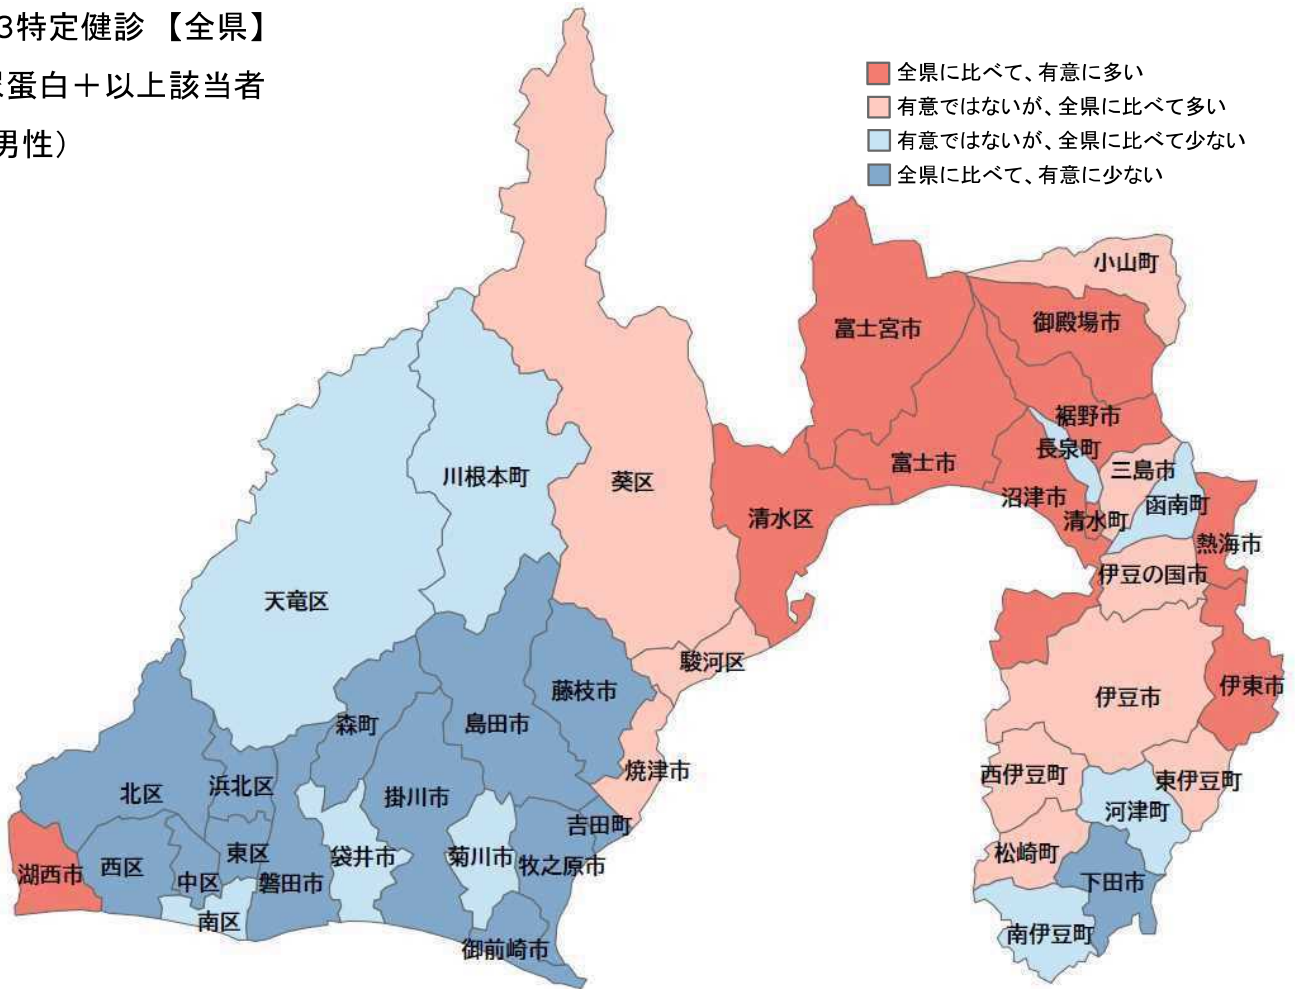 3特定健診 【全県】
尿蛋白＋以上該当者
男性）
全県に比べて、有意に多い
有意ではないが、全県に比べて多い
有意ではないが、全県に比べて少ない
全県に比べて、有意に少ない
小山町
御殿場市
富士宮市
裾野市
長泉町
富士市
三島市
川根本町
葵区
沼津市
函南町
清水区
清水町
熱海市
伊豆の国市
天竜区
駿河区
伊東市
藤枝市
伊豆市
森町
島田市
焼津市
西伊豆町
東伊豆町
浜北区
北区
掛川市
河津町
吉田町
東区
松崎町
袋井市
菊川市
牧之原市
西区
湖西市
中区
磐田市
下田市
南区
南伊豆町
御前崎市